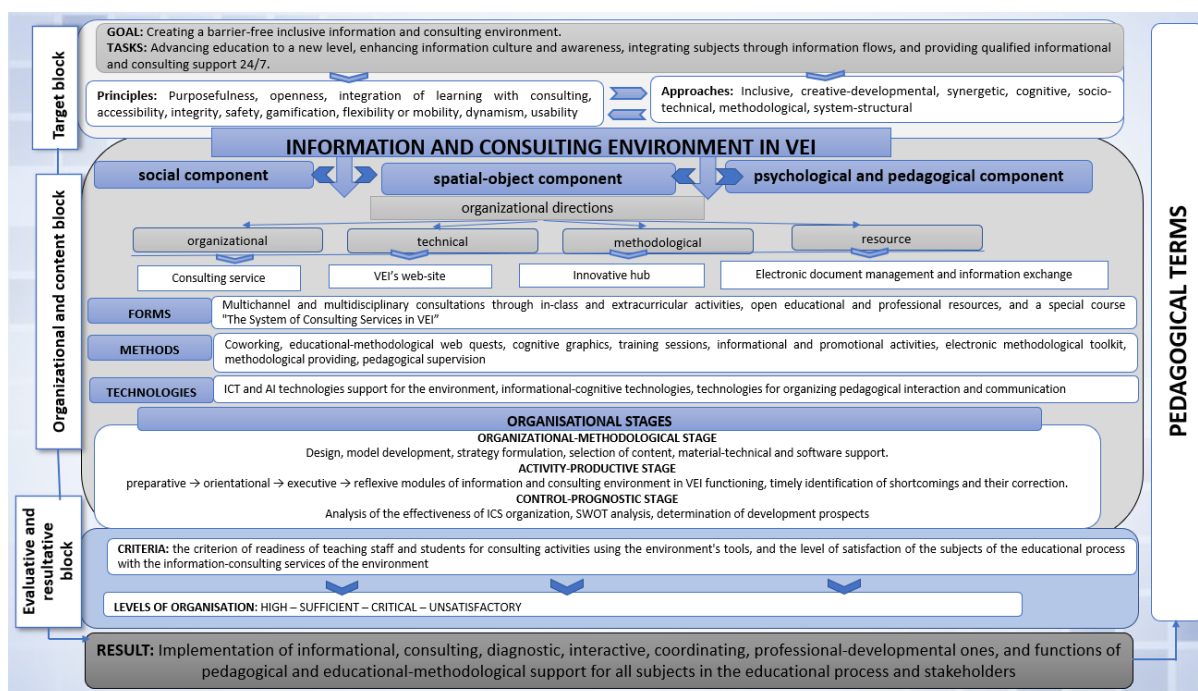 Target block
GOAL: Creating a barrier-free inclusive information and consulting environment.
TASKS: Advancing education to a new level, enhancing information culture and awareness, integrating subjects through information flows, and providing qualified informational
and consulting support 24/7.
Principles: Purposefulness, openness, integration of learning with consulting,
accessibility, integrity, safety, gamification, flexibility or mobility, dynamism, usability
Approaches: Inclusive, creative-developmental, synergetic, cognitive, socio-
technical, methodological, system-structural
Organizational and content block
INFORMATION AND CONSULTING ENVIRONMENT IN VEI
social component
spatial-object component
psychological and pedagogical component
organizational directions
organizational
technical
methodological
resource
Consulting service
VEI's web-site
Innovative hub
Electronic document management and information exchange
FORMS
Multichannel and multidisciplinary consultations through in-class and extracurricular activities, open educational and professional resources, and a special course
"The System of Consulting Services in VEI"
METHODS
Coworking, educational-methodological web quests, cognitive graphics, training sessions, informational and promotional activities, electronic methodological toolkit,
methodological providing, pedagogical supervision
TECHNOLOGIES
ICT and AI technologies support for the environment, informational-cognitive technologies, technologies for organizing pedagogical interaction and communication
ORGANISATIONAL STAGES
ORGANIZATIONAL-METHODOLOGICAL STAGE
Design, model development, strategy formulation, selection of content, material-technical and software support.
ACTIVITY-PRODUCTIVE STAGE
preparative → orientational → executive → reflexive modules of information and consulting environment in VEI functioning, timely identification of shortcomings and their correction.
CONTROL-PROGNOSTIC STAGE
Analysis of the effectiveness of ICS organization, SWOT analysis, determination of development prospects
Evaluative and
resultative
block
CRITERIA: the criterion of readiness of teaching staff and students for consulting activities using the environment's tools, and the level of satisfaction of the subjects of the educational process
with the information-consulting services of the environment
LEVELS OF ORGANISATION: HIGH – SUFFICIENT – CRITICAL – UNSATISFACTORY
RESULT: Implementation of informational, consulting, diagnostic, interactive, coordinating, professional-developmental ones, and functions of
pedagogical and educational-methodological support for all subjects in the educational process and stakeholders
PEDAGOGICAL TERMS